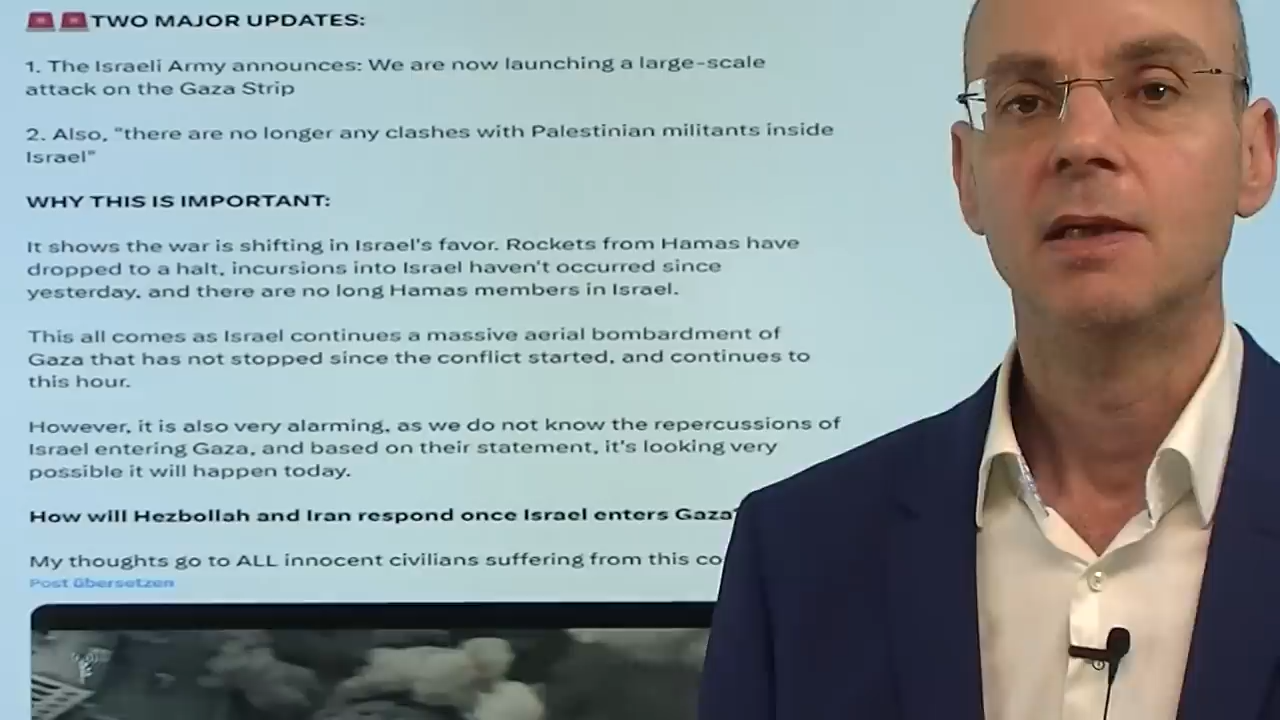 TWO MAJOR UPDATES:
1. The Israeli Army announces: We are now launching a large-scale
attack on the Gaza Strip
2. Also, "there are no longer any clashes with Palestinian militants inside
Israel"
WHY THIS IS IMPORTANT:
It shows the war is shifting in Israel's favor. Rockets from Hamas have
dropped to a halt, incursions into Israel haven't occurred since
yesterday, and there are no long Hamas members in Israel.
This all comes as Israel continues a massive aerial bombardment of
Gaza that has not stopped since the conflict started, and continues to
this hour.
However, it is also very alarming, as we do not know the repercussions of
Israel entering Gaza, and based on their statement, it's looking very
possible it will happen today.
How will Hezbollah and Iran respond once Israel enters Gaza?
My thoughts go to ALL innocent civilians suffering from this co
Post übersetzen